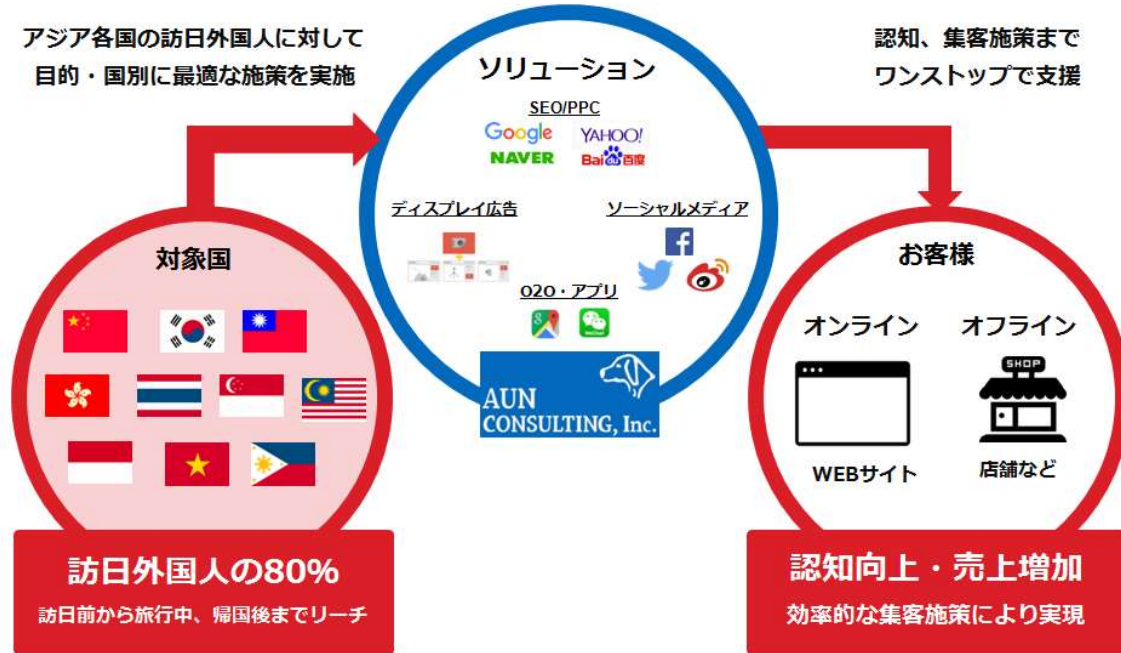 アジア各国の訪日外国人に対して
目的・国別に最適な施策を実施
ソリューション
SEO/PPC
Google YAHOO!
NAVER Bai du 百度
ディスプレイ広告
ソーシャルメディア
O2O・アプリ
AUN
CONSULTING, Inc.
認知、集客施策まで
ワンストップで支援
対象国
訪日外国人の80%
訪日前から旅行中、帰国後までリーチ
お客様
オンライン オフライン
SHOP
WEBサイト 店舗など
認知向上・売上増加
効率的な集客施策により実現